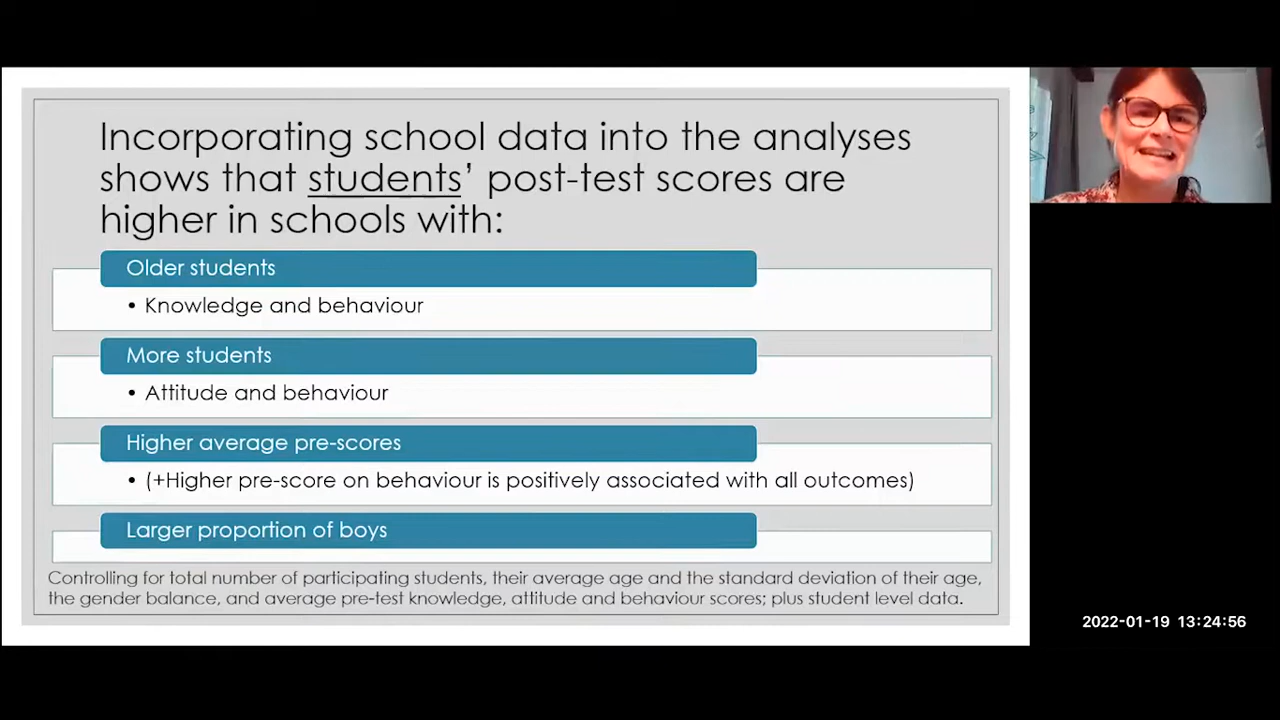 Incorporating school data into the analyses
shows that students’ post-test scores are
higher in schools with:
Older students
• Knowledge and behaviour
More students
• Attitude and behaviour
Higher average pre-scores
• (+Higher pre-score on behaviour is positively associated with all outcomes)
Larger proportion of boys
Controlling for total number of participating students, their average age and the standard deviation of their age,
the gender balance, and average pre-test knowledge, attitude and behaviour scores; plus student level data.
2022-01-19 13:24:56